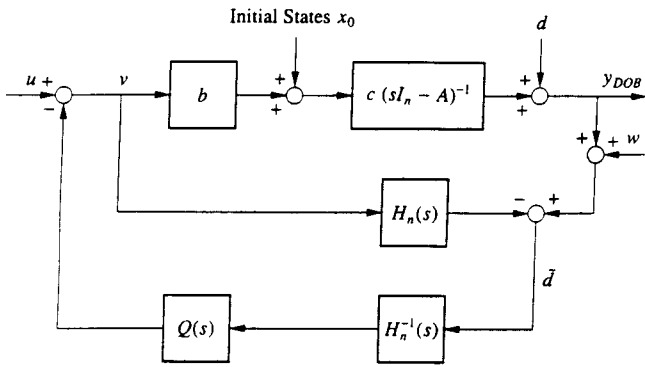 Initial States x₀
d
u + v + + y_DOB
−
b
c (sIₙ − A)⁻¹
+ +
+ + w
Hₙ(s)
− +
d̃
Q(s)
Hₙ⁻¹(s)